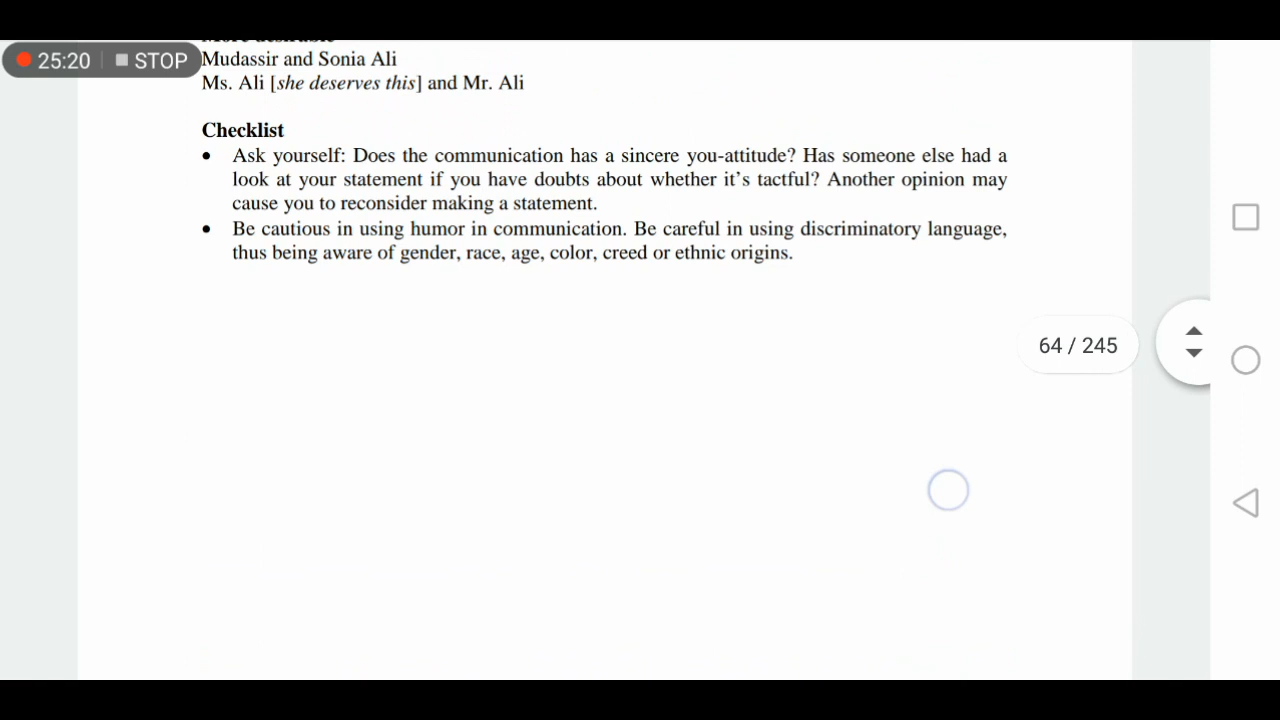 25:20 STOP
Mudassir and Sonia Ali
Ms. Ali [she deserves this] and Mr. Ali
Checklist
• Ask yourself: Does the communication has a sincere you-attitude? Has someone else had a
look at your statement if you have doubts about whether it's tactful? Another opinion may
cause you to reconsider making a statement.
• Be cautious in using humor in communication. Be careful in using discriminatory language,
thus being aware of gender, race, age, color, creed or ethnic origins.
64 / 245